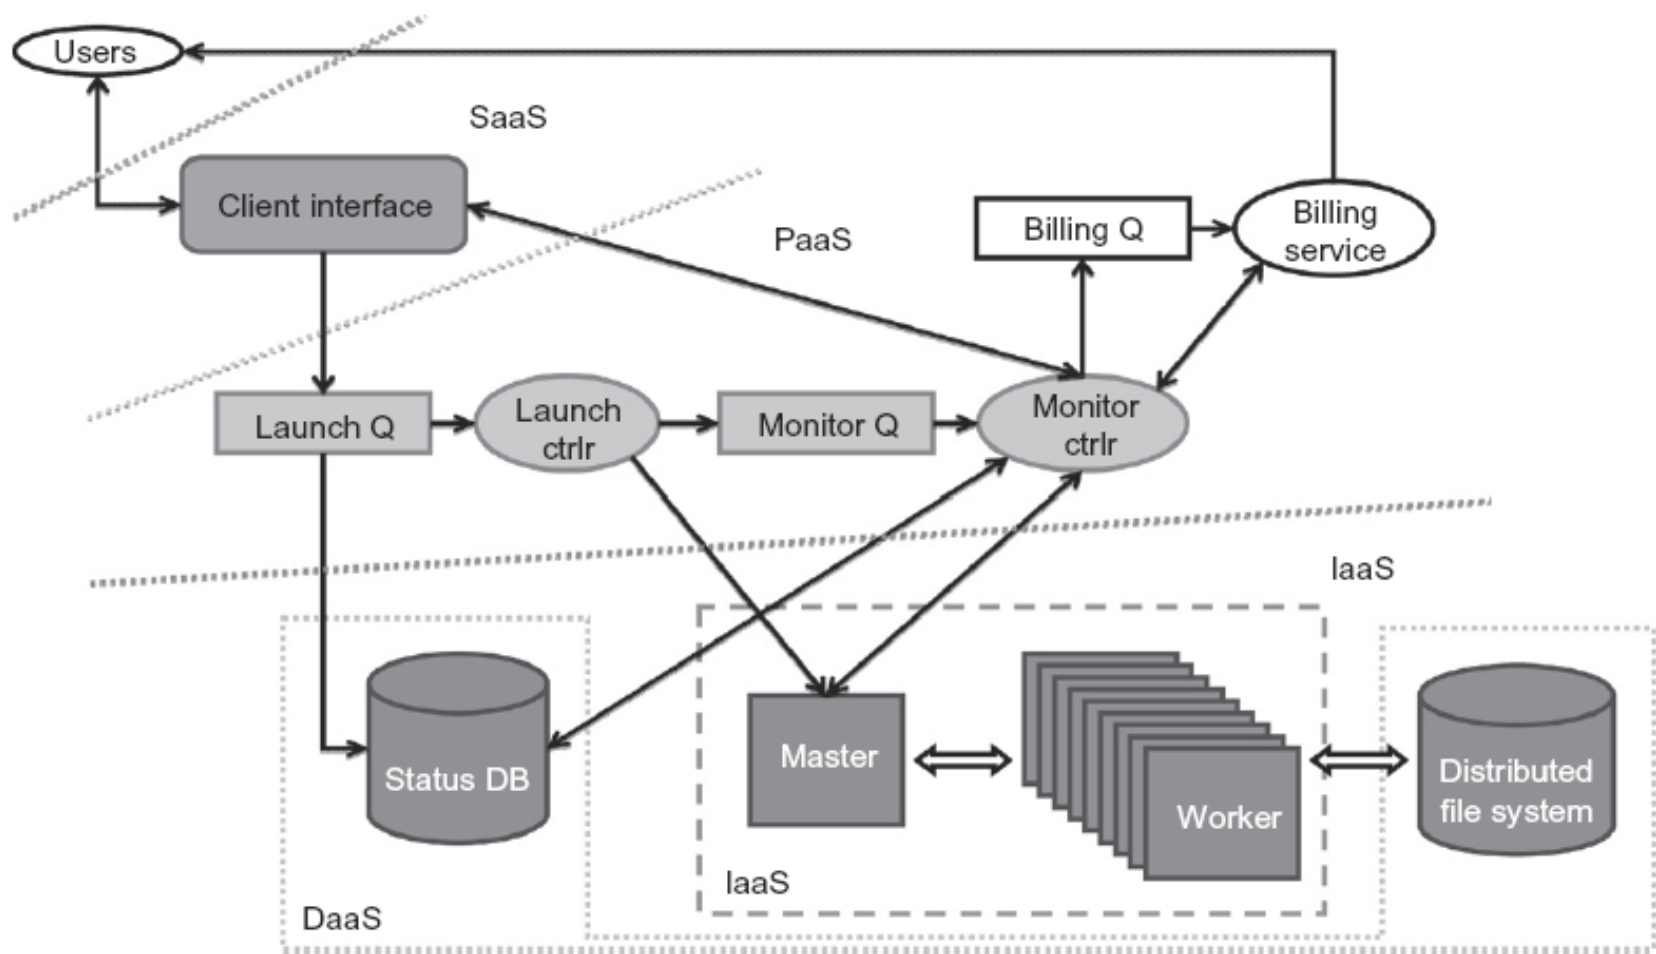 Users
SaaS
Client interface
PaaS
Billing Q
Billing
service
Launch Q
Launch
ctrlr
Monitor Q
Monitor
ctrlr
IaaS
Status DB
Master
Worker
Distributed
file system
IaaS
DaaS